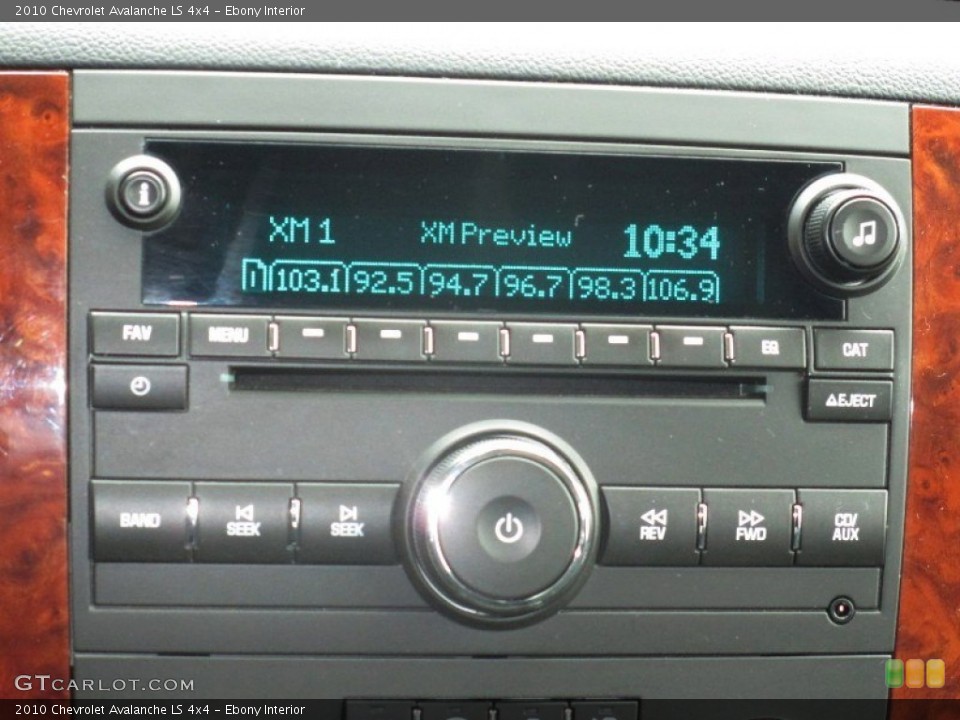 2010 Chevrolet Avalanche LS 4x4 - Ebony Interior
i
XM 1 XM Preview 10:34
103.1 92.5 94.7 96.7 98.3 106.9
FAV MENU EQ CAT
EJECT
BAND SEEK SEEK REV FWD CD/
AUX
GTCARLOT.COM
2010 Chevrolet Avalanche LS 4x4 - Ebony Interior